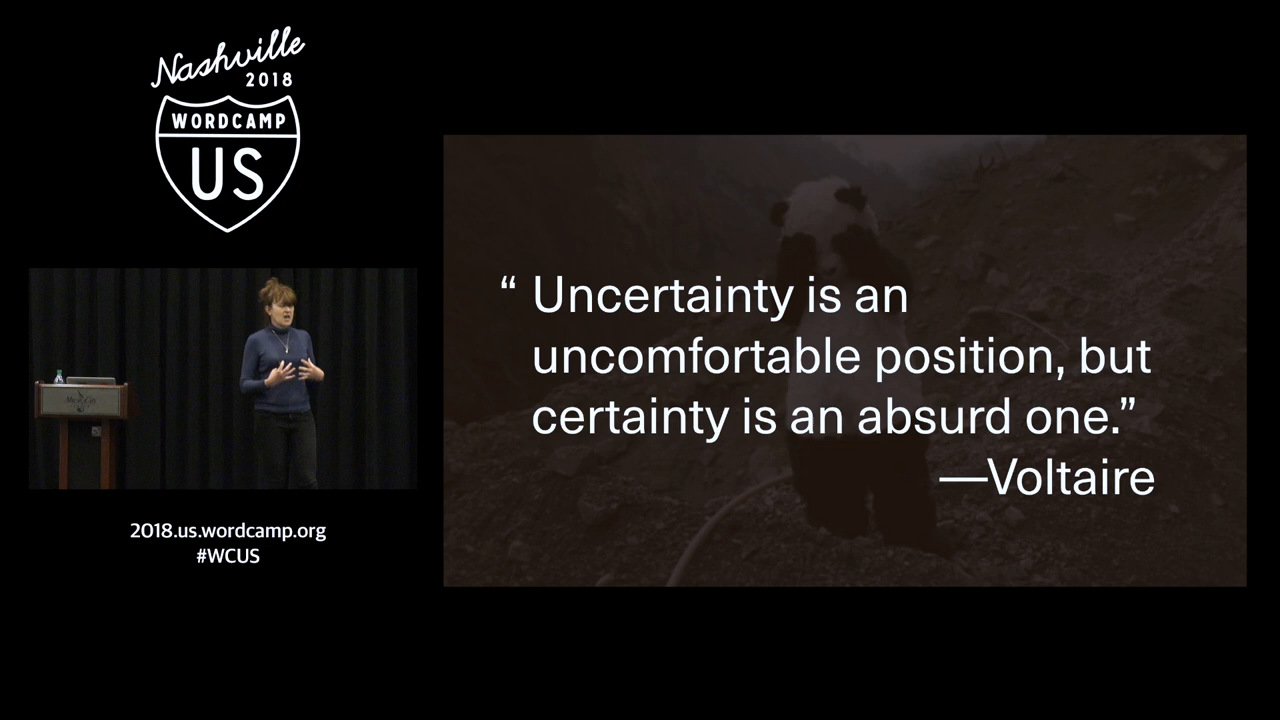 Nashville
2018
WORDCAMP
US
“ Uncertainty is an
uncomfortable position, but
certainty is an absurd one.”
—Voltaire
2018.us.wordcamp.org
#WCUS